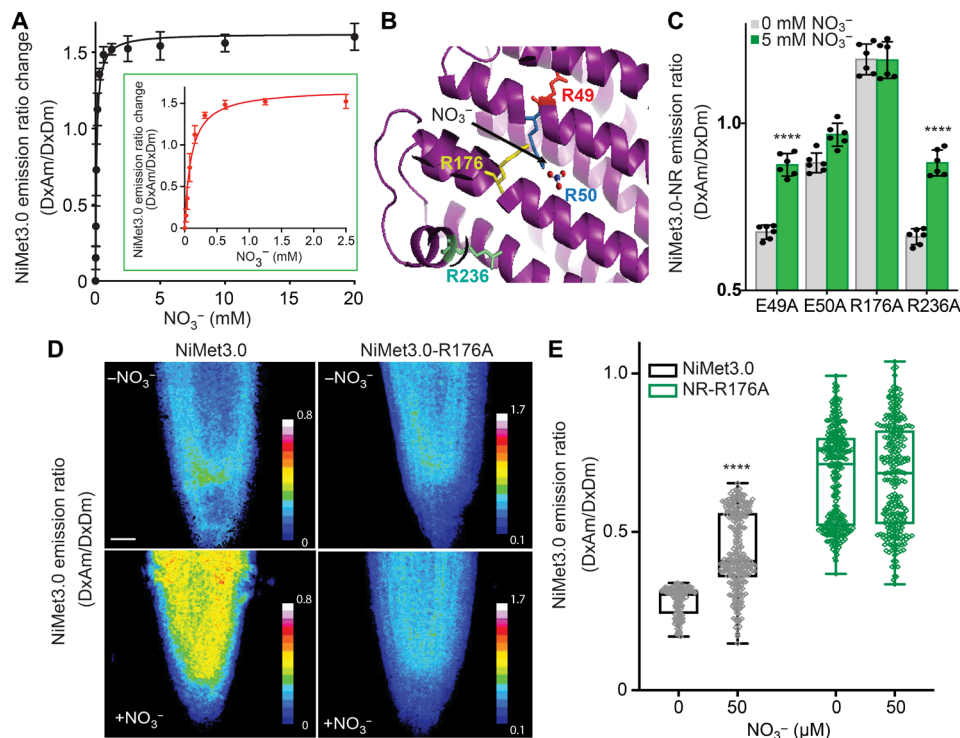 A
NiMet3.0 emission ratio change
(DxAm/DxDm)
2.0
1.5
1.0
0.5
0
0 5 10 15 20
NO₃⁻ (mM)
NiMet3.0 emission ratio change
(DxAm/DxDm)
2.0
1.5
1.0
0.5
0
0 0.5 1.0 1.5 2.0 2.5
NO₃⁻ (mM)
B
R49
NO₃⁻
R176
R50
R236
C
0 mM NO₃⁻
5 mM NO₃⁻
NiMet3.0-NR emission ratio
(DxAm/DxDm)
1.0
0.5
****
****
E49A E50A R176A R236A
D
NiMet3.0 NiMet3.0-R176A
NiMet3.0 emission ratio
(DxAm/DxDm)
–NO₃⁻
0.8
0
–NO₃⁻
1.7
0.1
+NO₃⁻
0.8
0
+NO₃⁻
1.7
0.1
E
NiMet3.0
NR-R176A
NiMet3.0 emission ratio
(DxAm/DxDm)
1.0
0.5
0
****
0 50 0 50
NO₃⁻ (µM)